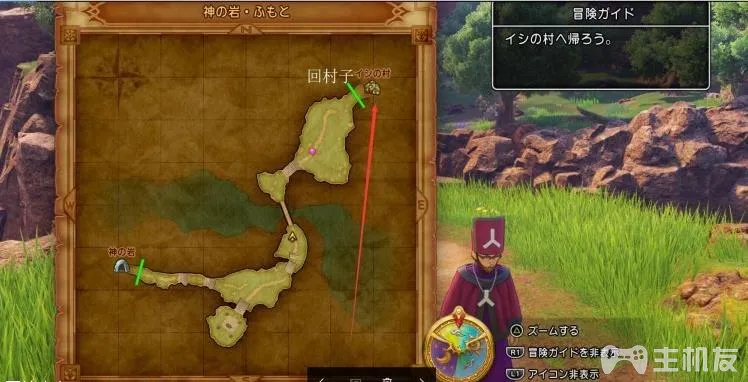 神の岩・ふもと
N
冒険ガイド
イシの村へ帰ろう。
回村子
イシの村
W
E
神の岩
ズームする
R1 冒険ガイドを非表示
L1 アイコン非表示
主机友